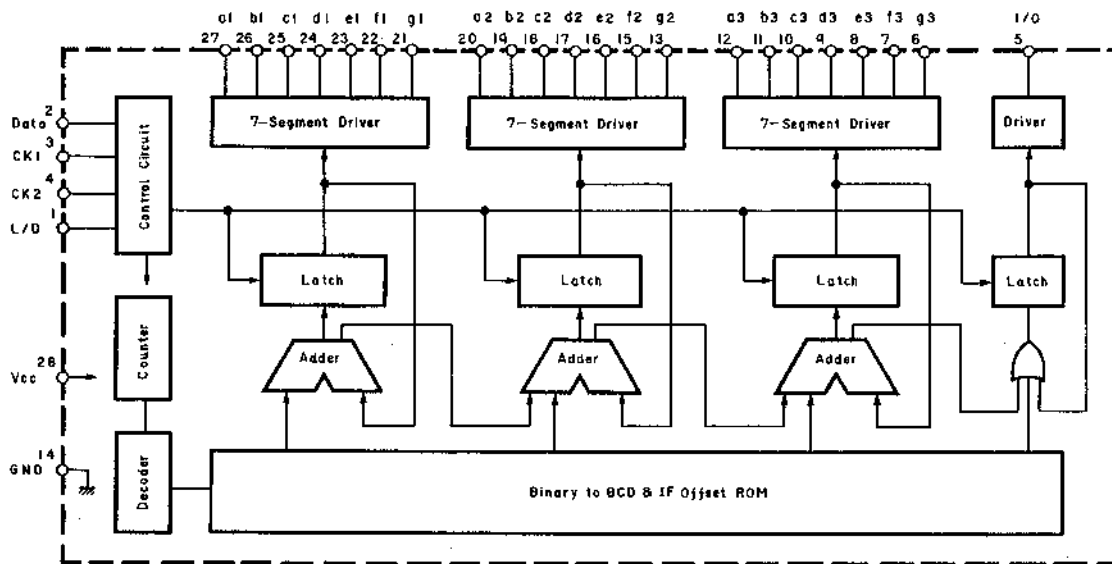 a1 b1 c1 d1 e1 f1 g1 a2 b2 c2 d2 e2 f2 g2 a3 b3 c3 d3 e3 f3 g3 I/O
27 26 25 24 23 22 21 20 19 18 17 16 15 13 12 11 10 9 8 7 6 5
7-Segment Driver
7-Segment Driver
7-Segment Driver
Driver
Data 2
CK1 3
CK2 4
L/D 1
Control Circuit
Latch
Latch
Latch
Latch
Counter
Vcc 28
Adder
Adder
Adder
Decoder
GND 14
Binary to BCD & IF Offset ROM